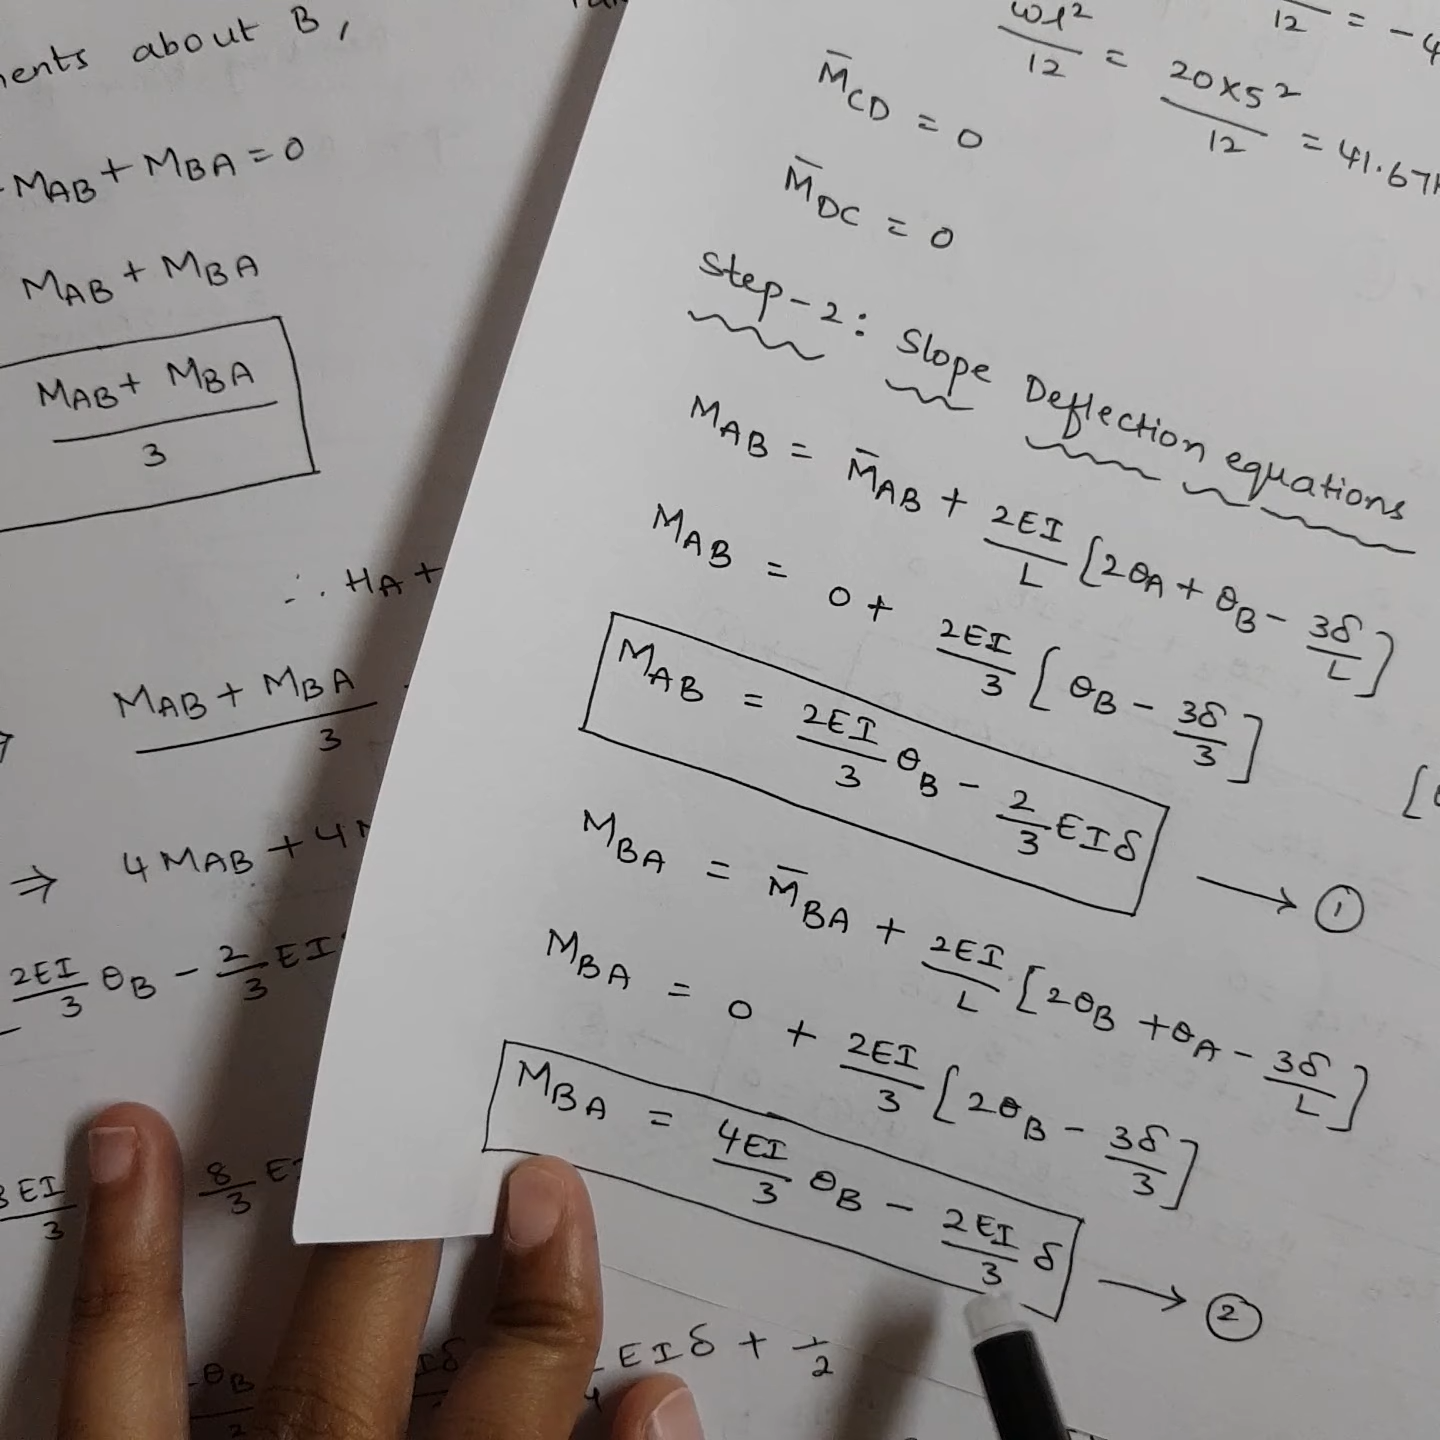 about B,
MAB + MBA = 0
MAB + MBA
MAB + MBA / 3
∴ HA +
MAB + MBA / 3
⇒ 4MAB + 4
2EI/3 θB - 2/3 EI
EI/3 8/3 E
θB
EIδ + 1/2
wl²/12 = 20×5²/12 = 41.67
12 = -4
M̄CD = 0
M̄DC = 0
Step-2: Slope Deflection equations
MAB = M̄AB + 2EI/L [2θA + θB - 3δ/L]
MAB = 0 + 2EI/3 [θB - 3δ/3]
MAB = 2EI/3 θB - 2/3 EIδ → ①
MBA = M̄BA + 2EI/L [2θB + θA - 3δ/L]
MBA = 0 + 2EI/3 [2θB - 3δ/3]
MBA = 4EI/3 θB - 2EI/3 δ → ②